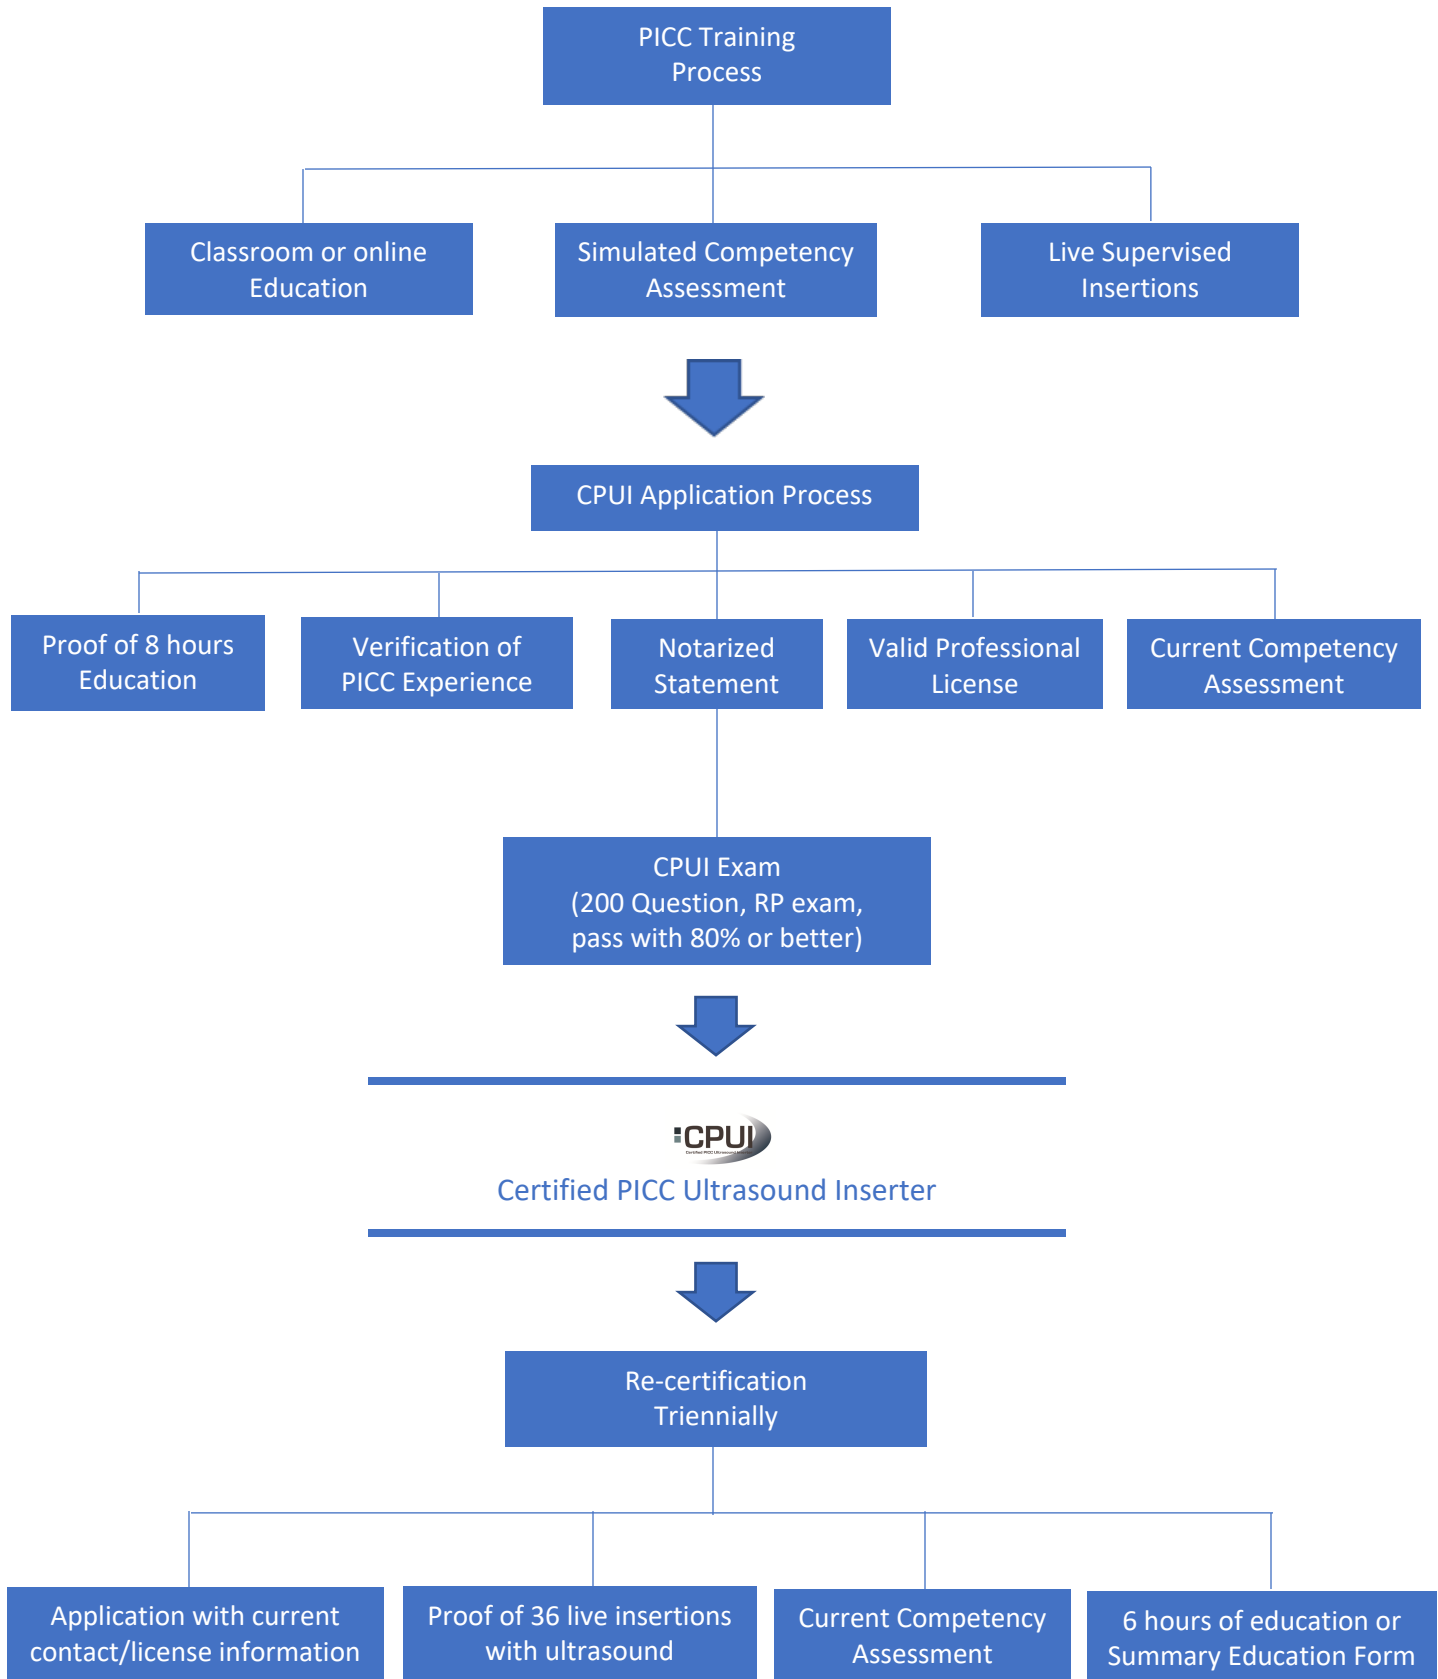 PICC Training
Process
Classroom or online
Education
Simulated Competency
Assessment
Live Supervised
Insertions
CPUI Application Process
Proof of 8 hours
Education
Verification of
PICC Experience
Notarized
Statement
Valid Professional
License
Current Competency
Assessment
CPUI Exam
(200 Question, RP exam,
pass with 80% or better)
CPUI
Certified PICC Ultrasound Inserter
Certified PICC Ultrasound Inserter
Re-certification
Triennially
Application with current
contact/license information
Proof of 36 live insertions
with ultrasound
Current Competency
Assessment
6 hours of education or
Summary Education Form